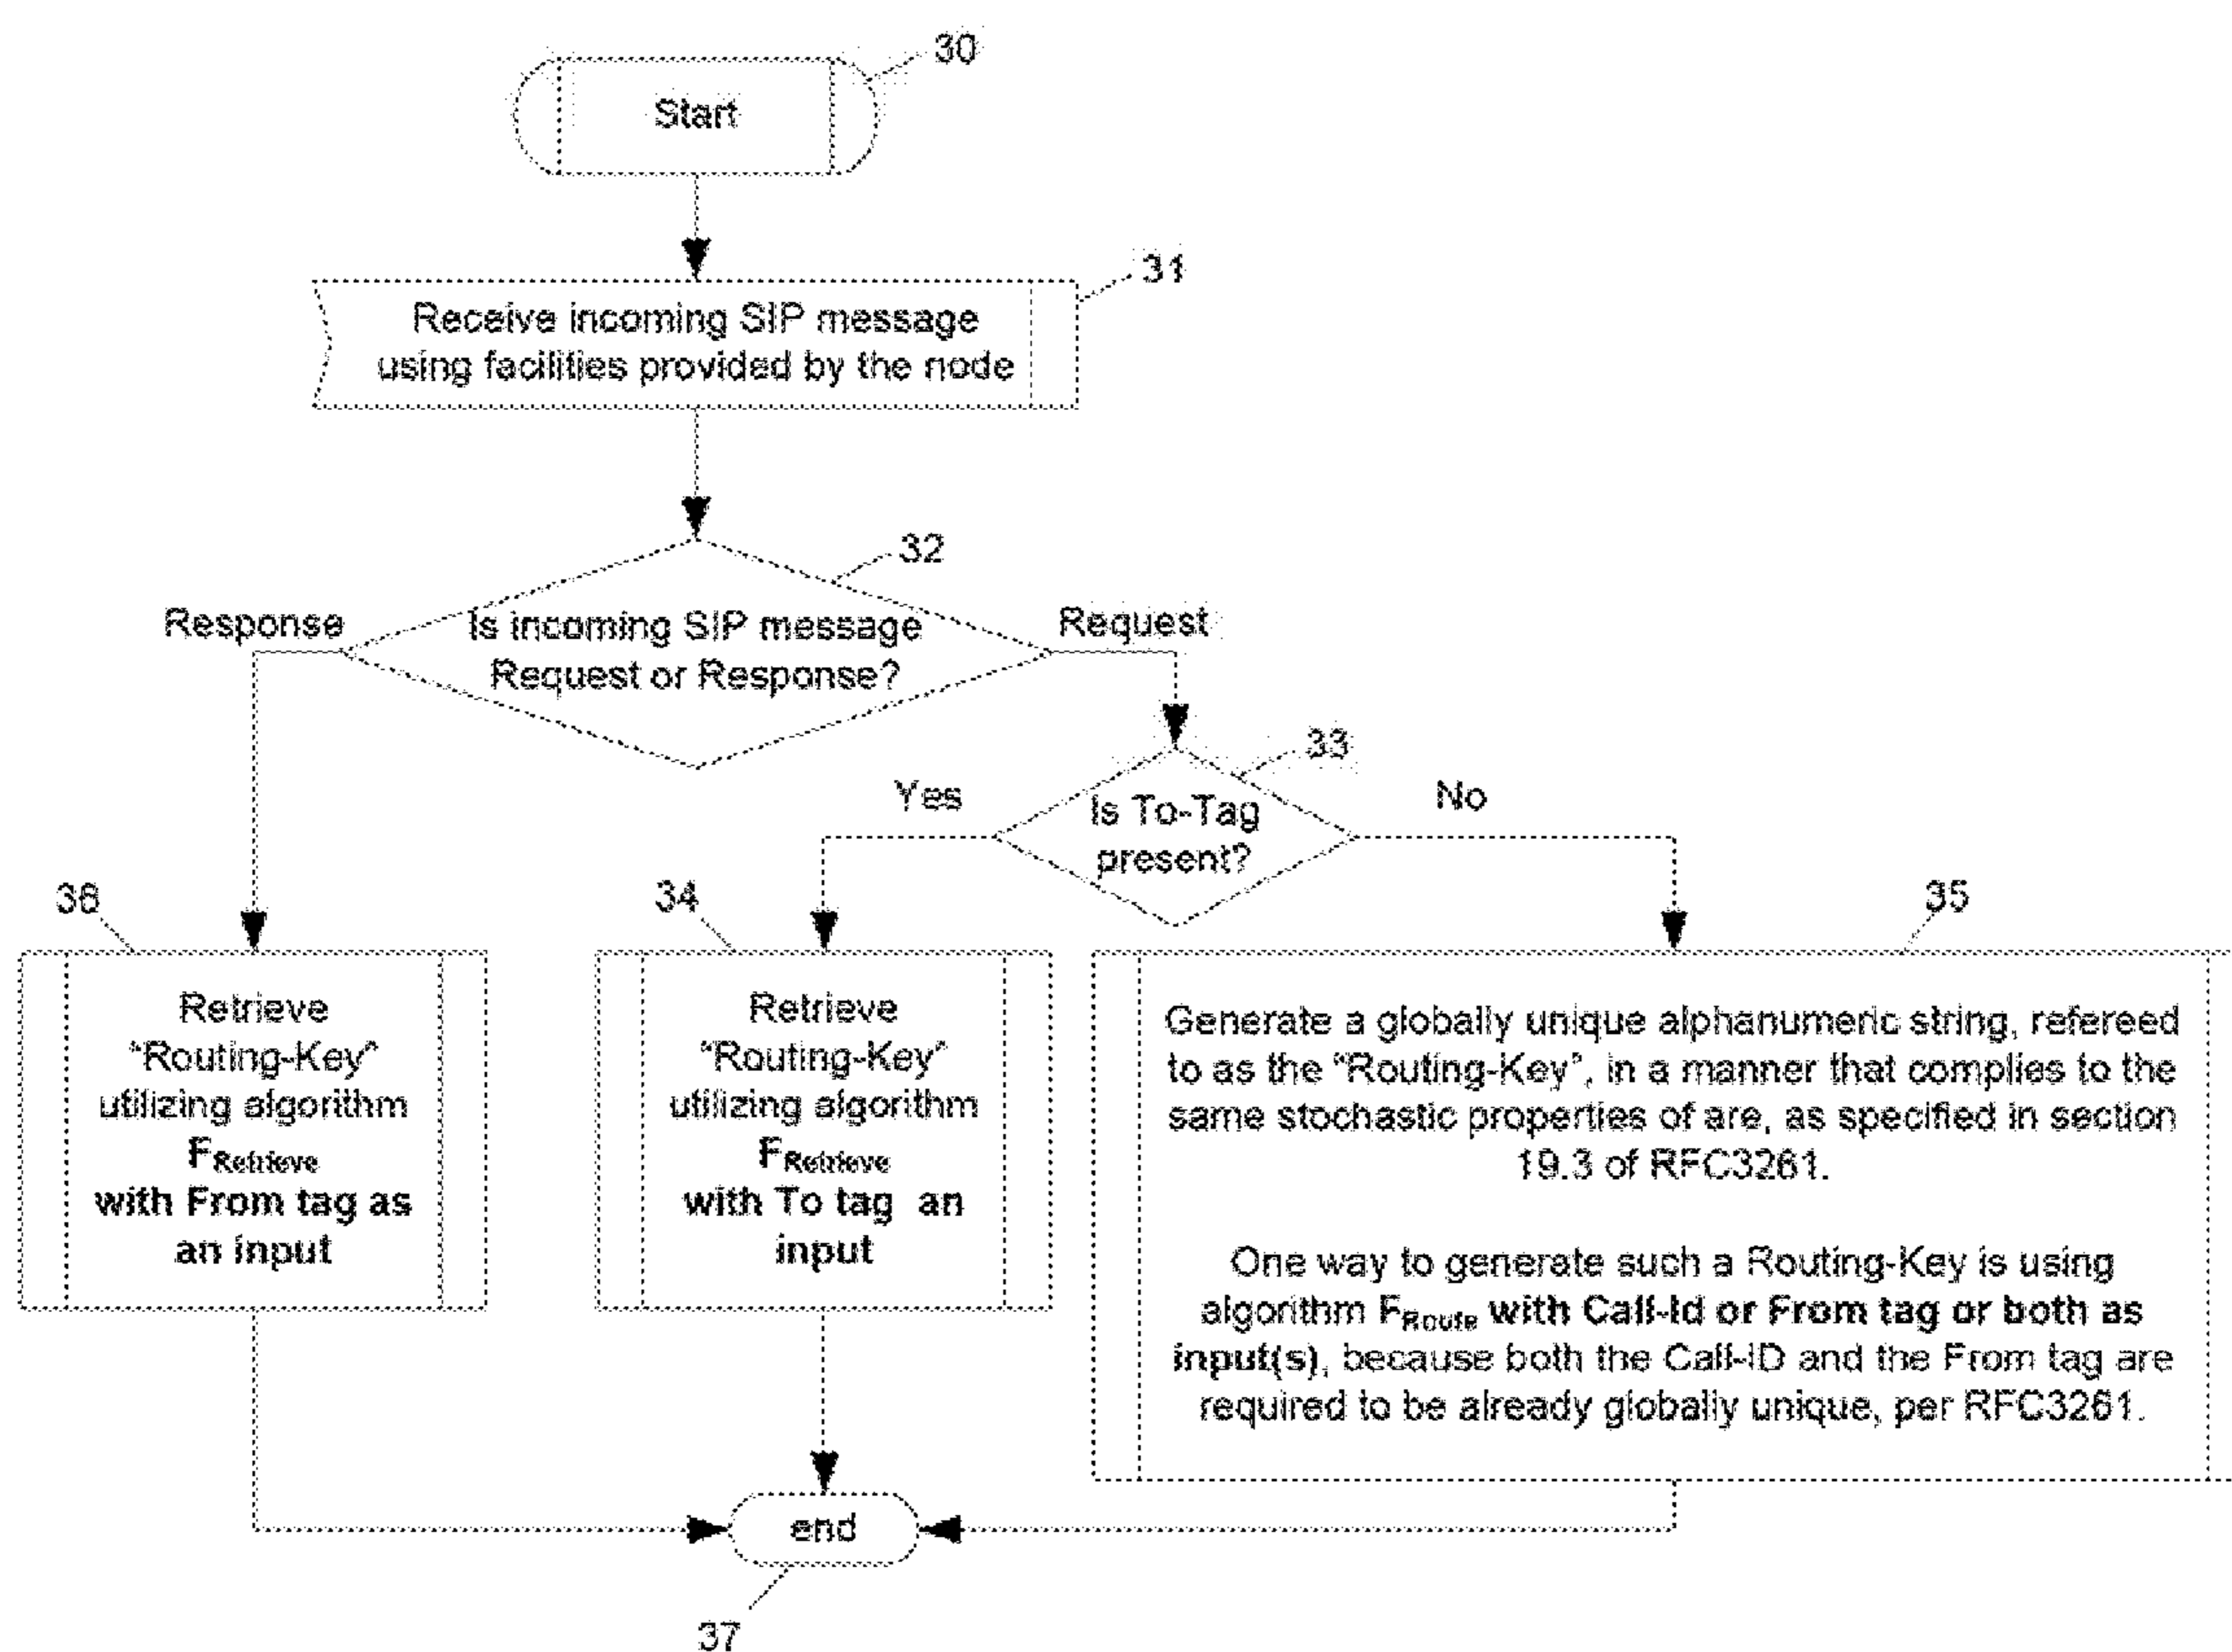 30
Start
31
Receive incoming SIP message
using facilities provided by the node
32
Response
Is incoming SIP message
Request or Response?
Request
33
Yes
Is To-Tag
present?
No
36
34
35
Retrieve
"Routing-Key"
utilizing algorithm
FRetrieve
with From tag as
an input
Retrieve
"Routing-Key"
utilizing algorithm
FRetrieve
with To tag an
input
Generate a globally unique alphanumeric string, refereed
to as the "Routing-Key", in a manner that complies to the
same stochastic properties of are, as specified in section
19.3 of RFC3261.
One way to generate such a Routing-Key is using
algorithm FRoute with Call-Id or From tag or both as
input(s), because both the Call-ID and the From tag are
required to be already globally unique, per RFC3261.
end
37